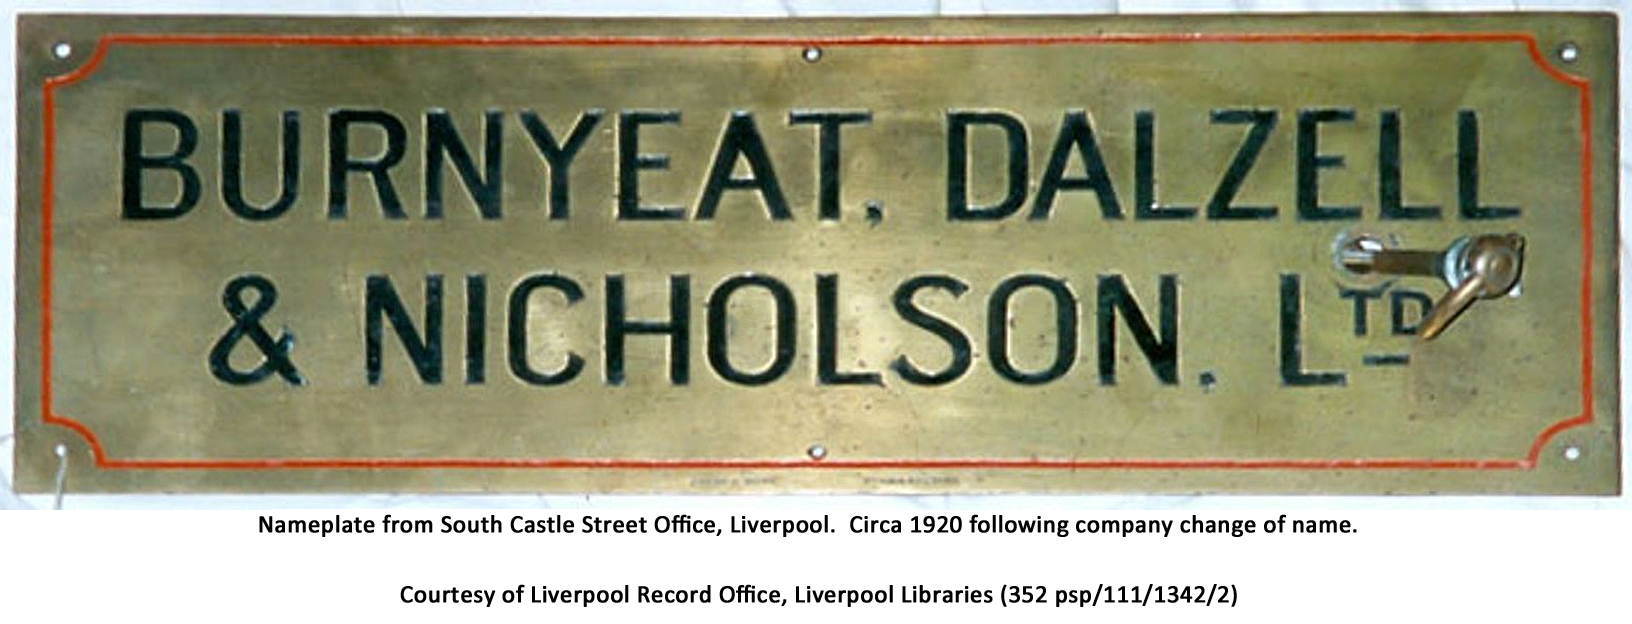 BURNYEAT, DALZELL
& NICHOLSON. LTD
Nameplate from South Castle Street Office, Liverpool.  Circa 1920 following company change of name.
Courtesy of Liverpool Record Office, Liverpool Libraries (352 psp/111/1342/2)